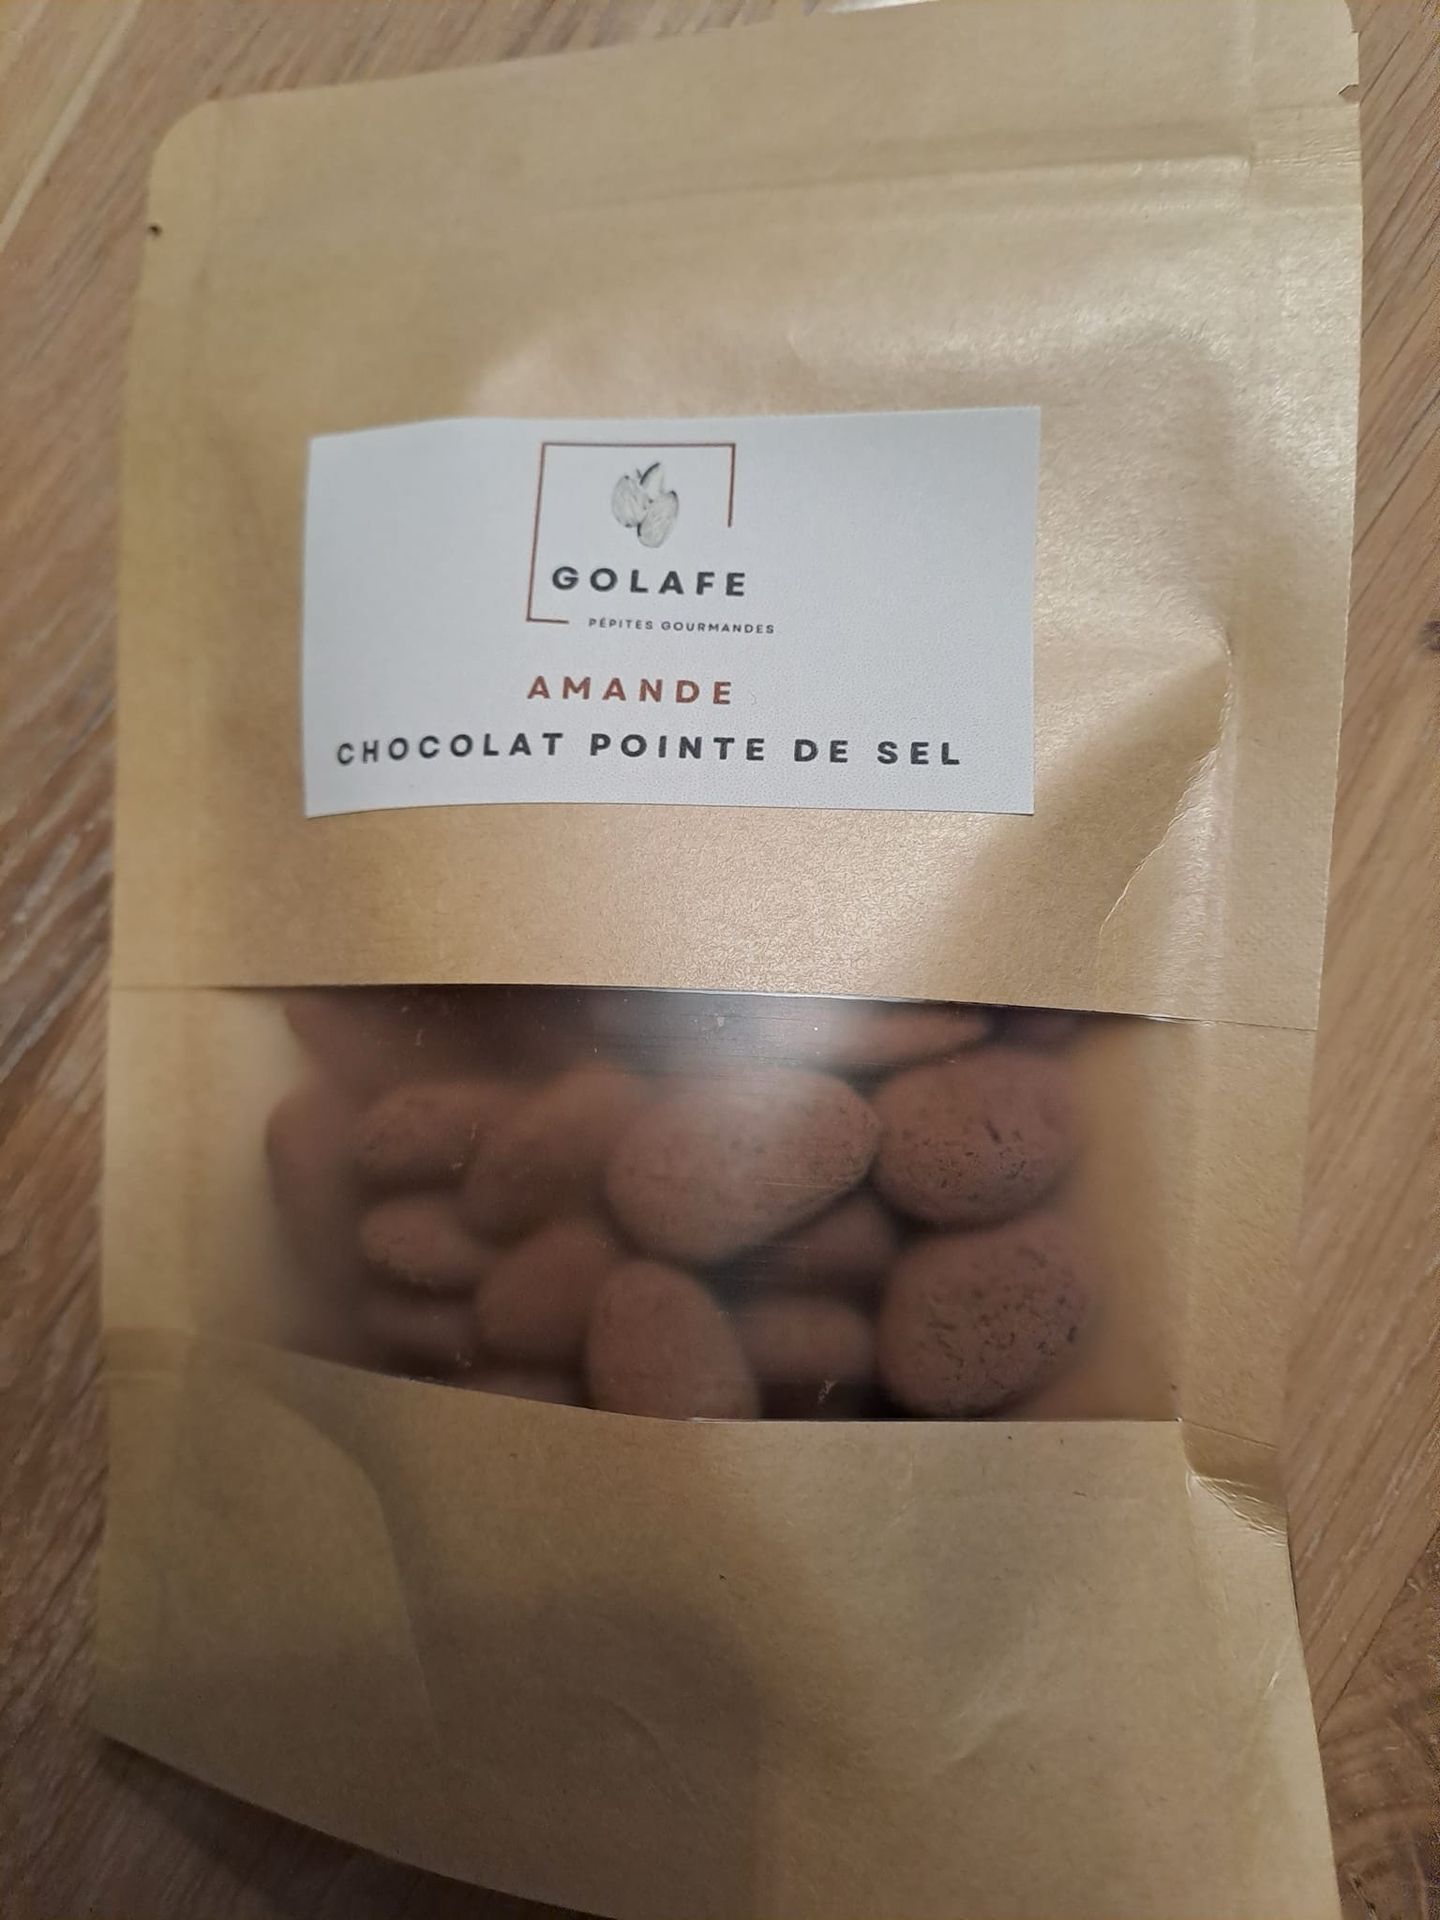 GOLAFE
PÉPITES GOURMANDES
AMANDE
CHOCOLAT POINTE DE SEL